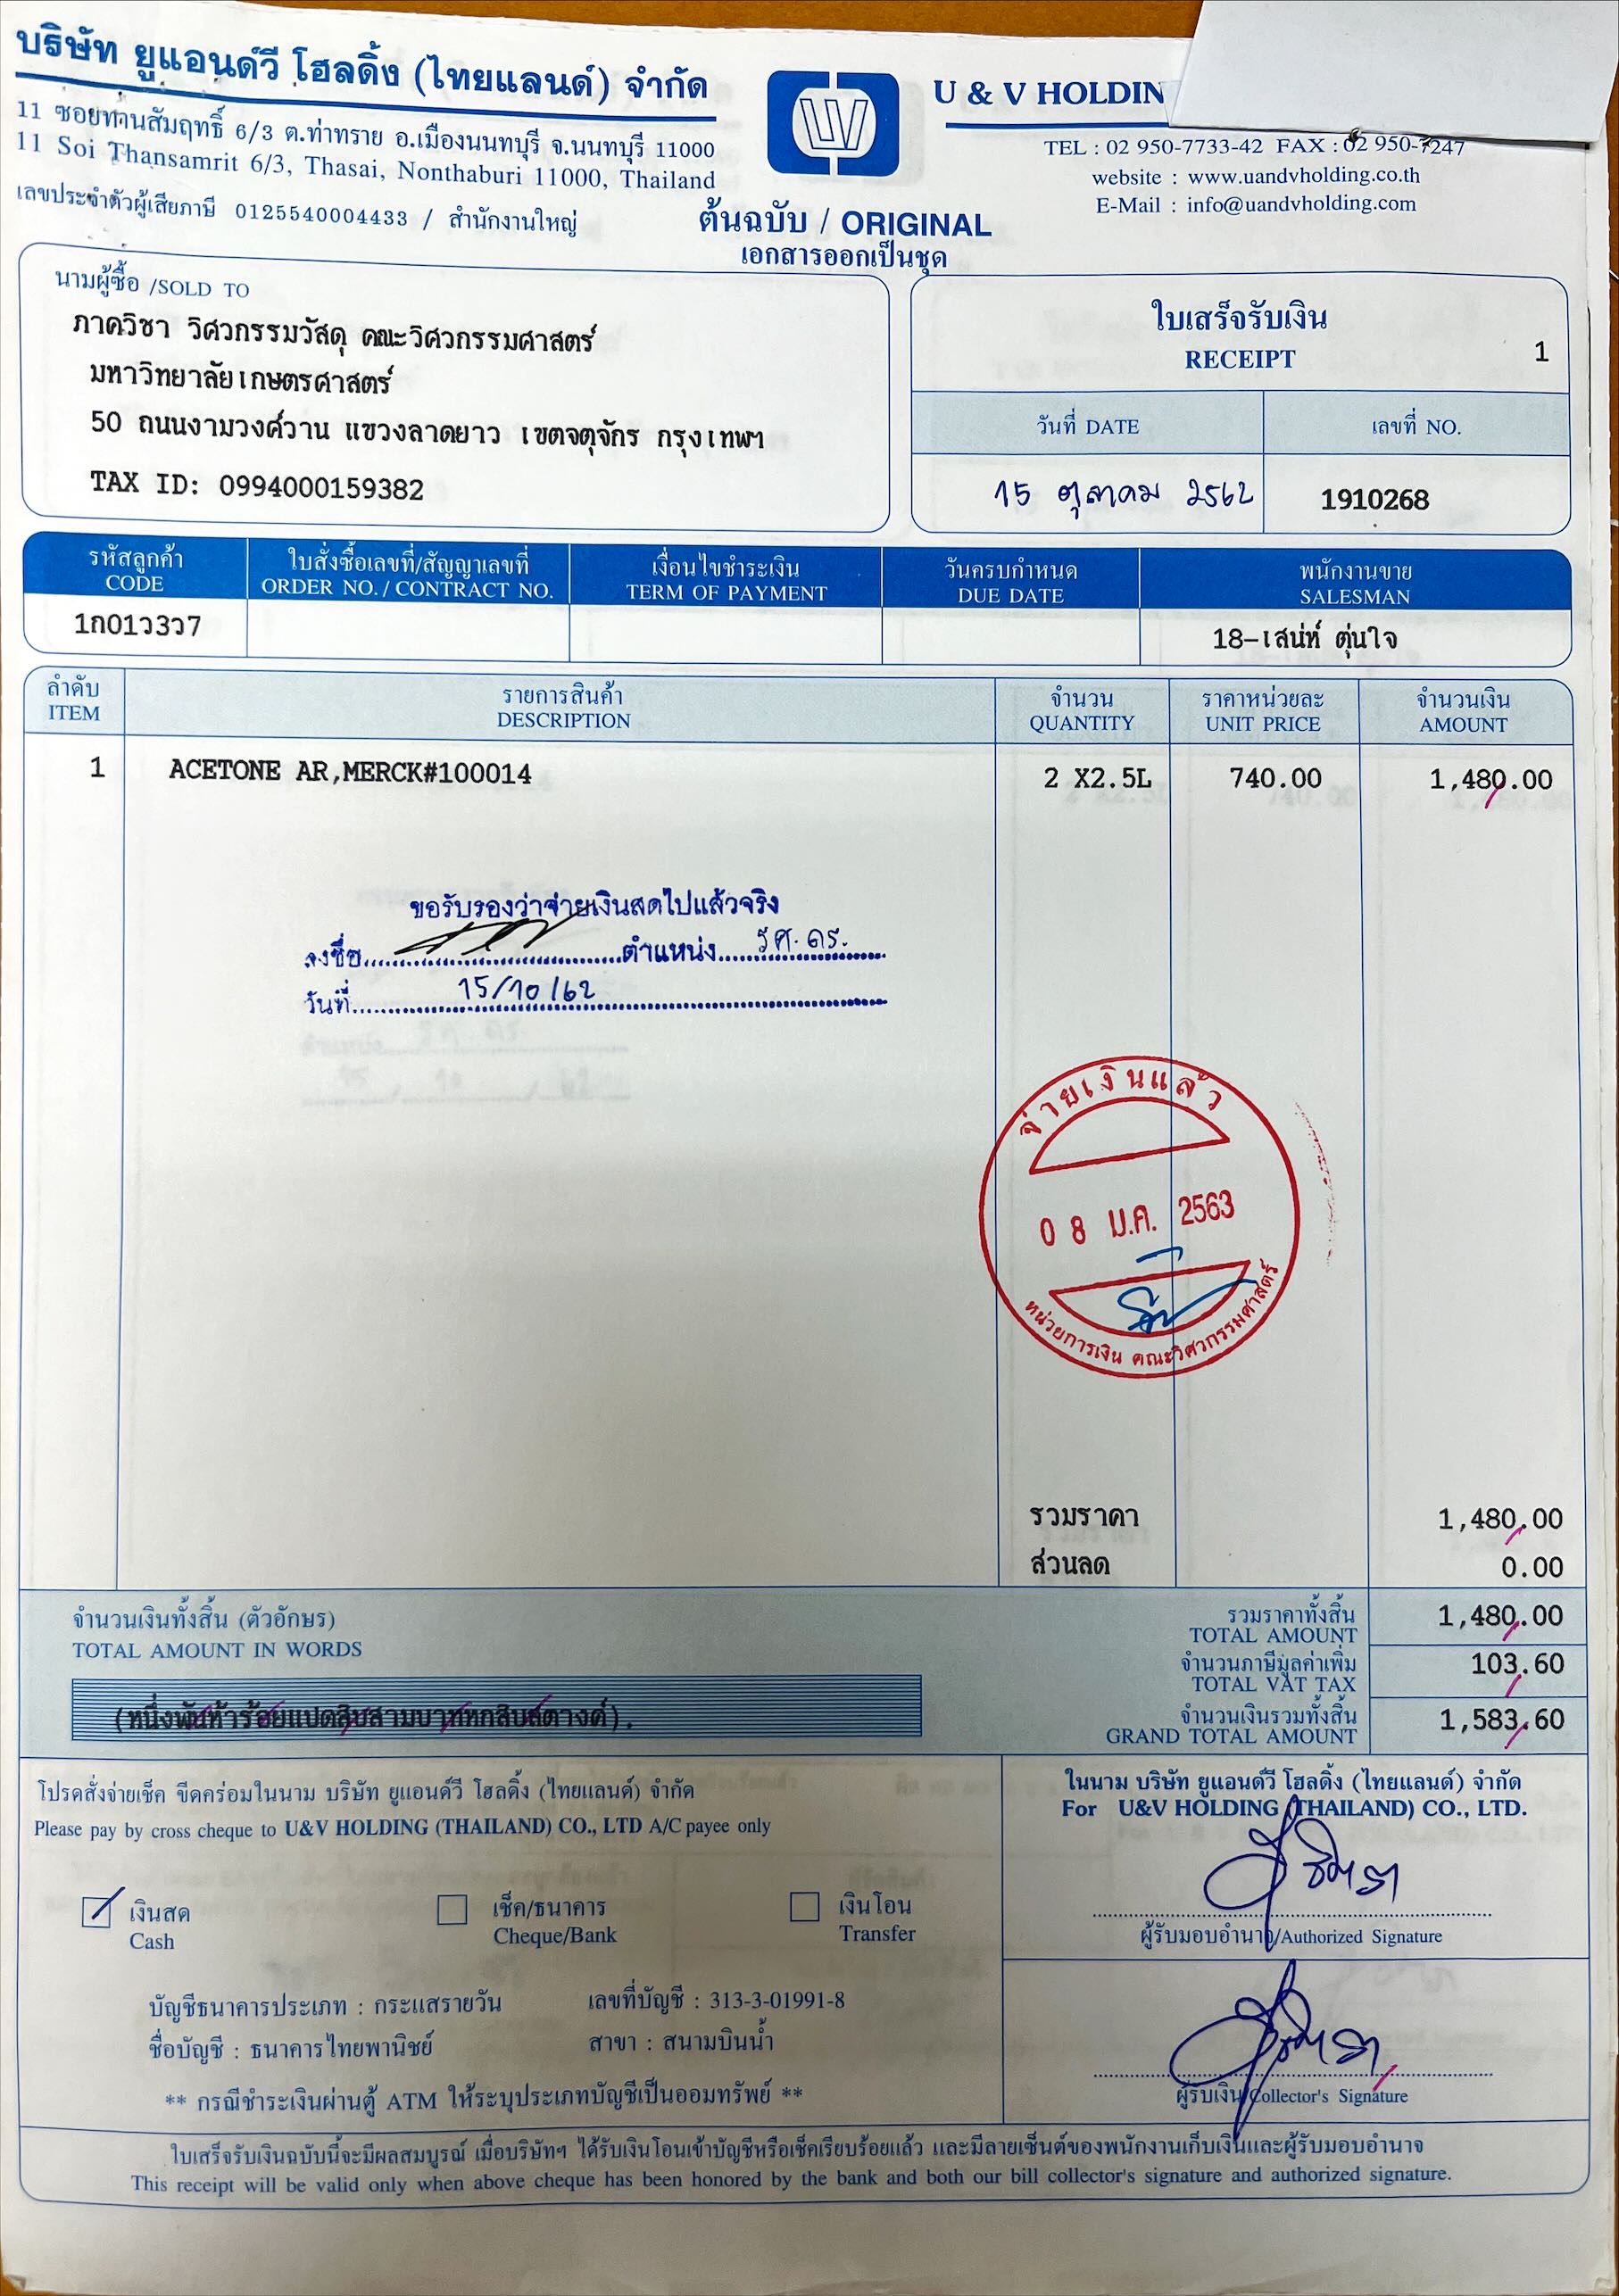 บริษัท ยูแอนด์วี โฮลดิ้ง (ไทยแลนด์) จำกัด
11 ซอยท่านสัมฤทธิ์ 6/3 ต.ท่าทราย อ.เมืองนนทบุรี จ.นนทบุรี 11000
11 Soi Thansamrit 6/3, Thasai, Nonthaburi 11000, Thailand
เลขประจำตัวผู้เสียภาษี 0125540004433 / สำนักงานใหญ่
UV
U & V HOLDIN
TEL : 02 950-7733-42 FAX : 02 950-7247
website : www.uandvholding.co.th
E-Mail : info@uandvholding.com
ต้นฉบับ / ORIGINAL
เอกสารออกเป็นชุด
นามผู้ซื้อ /SOLD TO
ภาควิชา วิศวกรรมวัสดุ คณะวิศวกรรมศาสตร์
มหาวิทยาลัยเกษตรศาสตร์
50 ถนนงามวงศ์วาน แขวงลาดยาว เขตจตุจักร กรุงเทพฯ
TAX ID: 0994000159382
ใบเสร็จรับเงิน
RECEIPT 1
วันที่ DATE เลขที่ NO.
15 ตุลาคม 2562 1910268
รหัสลูกค้า ใบสั่งซื้อเลขที่/สัญญาเลขที่ เงื่อนไขชำระเงิน วันครบกำหนด พนักงานขาย
CODE ORDER NO. / CONTRACT NO. TERM OF PAYMENT DUE DATE SALESMAN
1ก01ว3ว7 18-เสน่ห์ ตุ่นใจ
ลำดับ รายการสินค้า จำนวน ราคาหน่วยละ จำนวนเงิน
ITEM DESCRIPTION QUANTITY UNIT PRICE AMOUNT
1 ACETONE AR,MERCK#100014 2 X2.5L 740.00 1,480.00
ขอรับรองว่าจ่ายเงินสดไปแล้วจริง
ลงชื่อ ตำแหน่ง รศ.ดร.
วันที่ 15/10/62
จ่ายเงินแล้ว
08 ม.ค. 2563
หน่วยการเงิน คณะวิศวกรรมศาสตร์
รวมราคา 1,480.00
ส่วนลด 0.00
จำนวนเงินทั้งสิ้น (ตัวอักษร)
TOTAL AMOUNT IN WORDS
(หนึ่งพันห้าร้อยแปดสิบสามบาทหกสิบสตางค์).
รวมราคาทั้งสิ้น 1,480.00
TOTAL AMOUNT
จำนวนภาษีมูลค่าเพิ่ม 103.60
TOTAL VAT TAX
จำนวนเงินรวมทั้งสิ้น 1,583.60
GRAND TOTAL AMOUNT
โปรดสั่งจ่ายเช็ค ขีดคร่อมในนาม บริษัท ยูแอนด์วี โฮลดิ้ง (ไทยแลนด์) จำกัด
Please pay by cross cheque to U&V HOLDING (THAILAND) CO., LTD A/C payee only
เงินสด เช็ค/ธนาคาร เงินโอน
Cash Cheque/Bank Transfer
บัญชีธนาคารประเภท : กระแสรายวัน เลขที่บัญชี : 313-3-01991-8
ชื่อบัญชี : ธนาคารไทยพานิชย์ สาขา : สนามบินน้ำ
** กรณีชำระเงินผ่านตู้ ATM ให้ระบุประเภทบัญชีเป็นออมทรัพย์ **
ในนาม บริษัท ยูแอนด์วี โฮลดิ้ง (ไทยแลนด์) จำกัด
For U&V HOLDING (THAILAND) CO., LTD.
ผู้รับมอบอำนาจ/Authorized Signature
ผู้รับเงิน/Collector's Signature
ใบเสร็จรับเงินฉบับนี้จะมีผลสมบูรณ์ เมื่อบริษัทฯ ได้รับเงินโอนเข้าบัญชีหรือเช็คเรียบร้อยแล้ว และมีลายเซ็นต์ของพนักงานเก็บเงินและผู้รับมอบอำนาจ
This receipt will be valid only when above cheque has been honored by the bank and both our bill collector's signature and authorized signature.